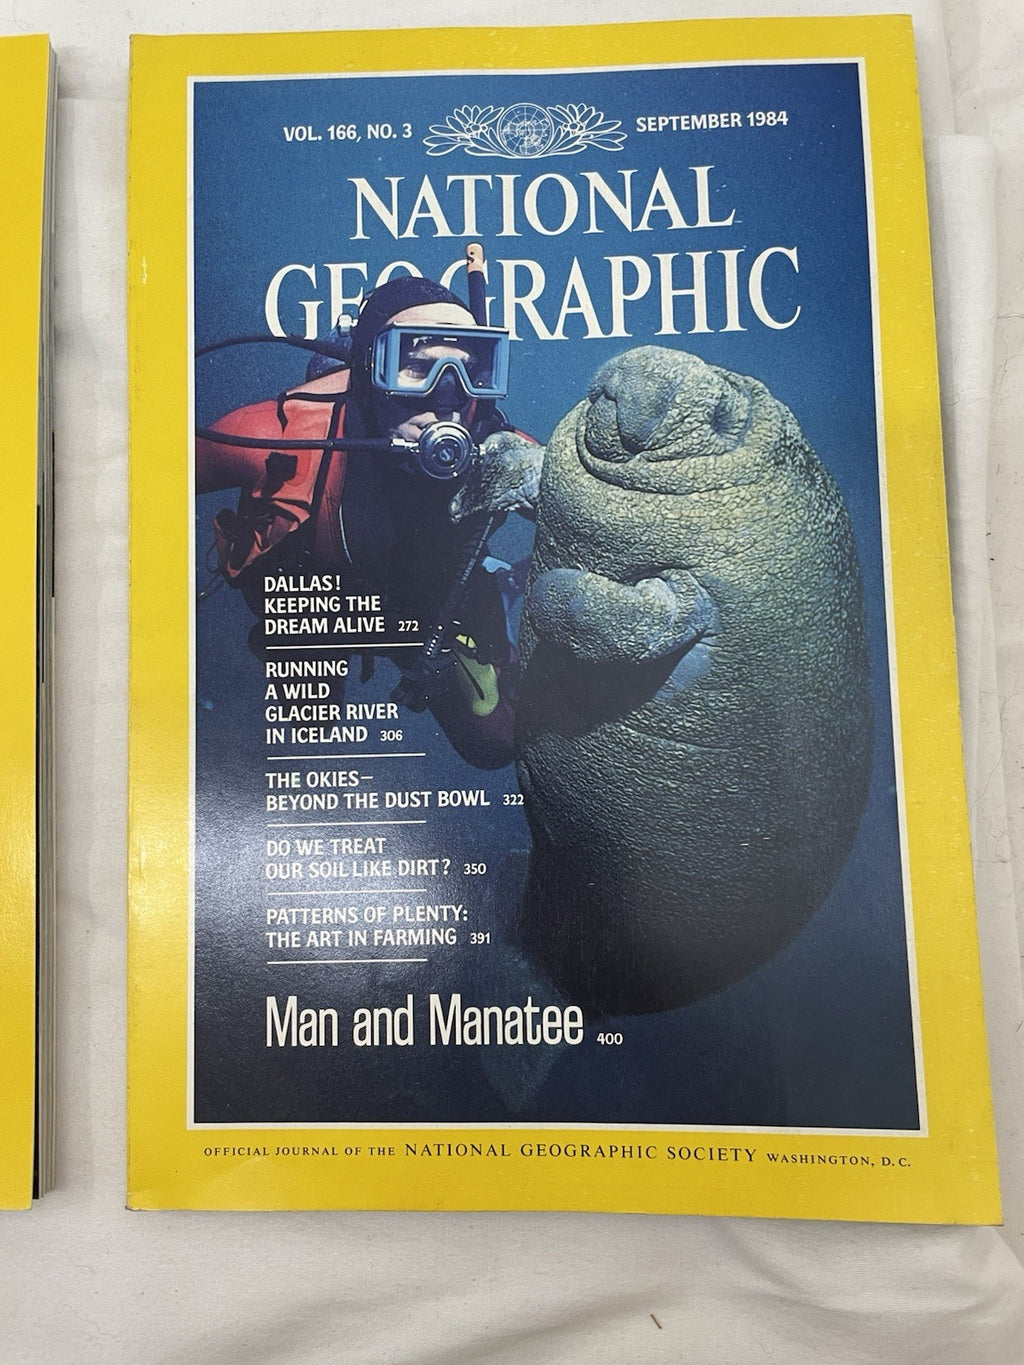 VOL. 166, NO. 3
SEPTEMBER 1984
NATIONAL
GEOGRAPHIC
DALLAS!
KEEPING THE
DREAM ALIVE 272
RUNNING
A WILD
GLACIER RIVER
IN ICELAND 306
THE OKIES—
BEYOND THE DUST BOWL 322
DO WE TREAT
OUR SOIL LIKE DIRT? 350
PATTERNS OF PLENTY:
THE ART IN FARMING 391
Man and Manatee 400
OFFICIAL JOURNAL OF THE NATIONAL GEOGRAPHIC SOCIETY WASHINGTON, D.C.